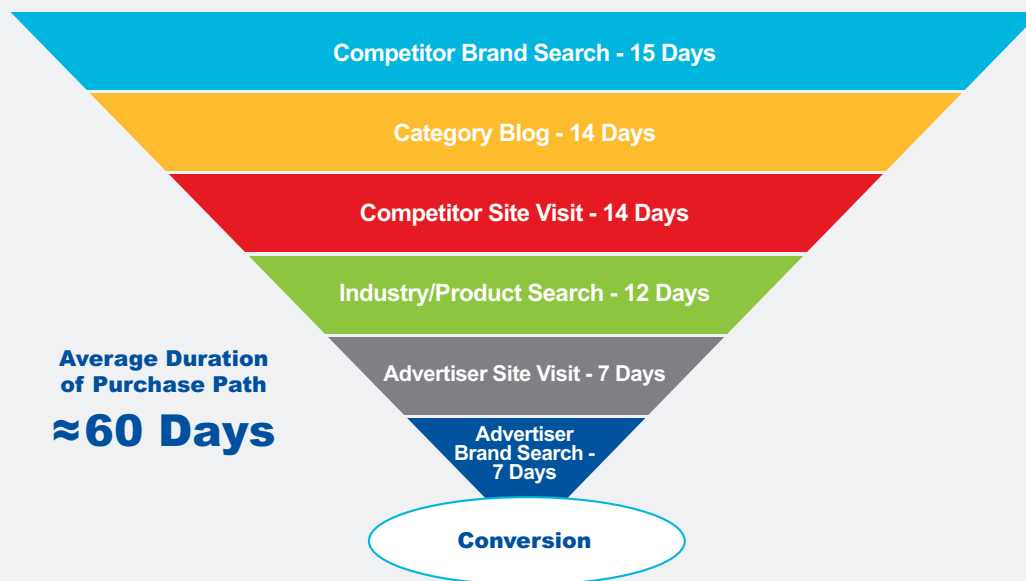 Competitor Brand Search - 15 Days
Category Blog - 14 Days
Competitor Site Visit - 14 Days
Industry/Product Search - 12 Days
Advertiser Site Visit - 7 Days
Advertiser
Brand Search -
7 Days
Conversion
Average Duration
of Purchase Path
≈60 Days